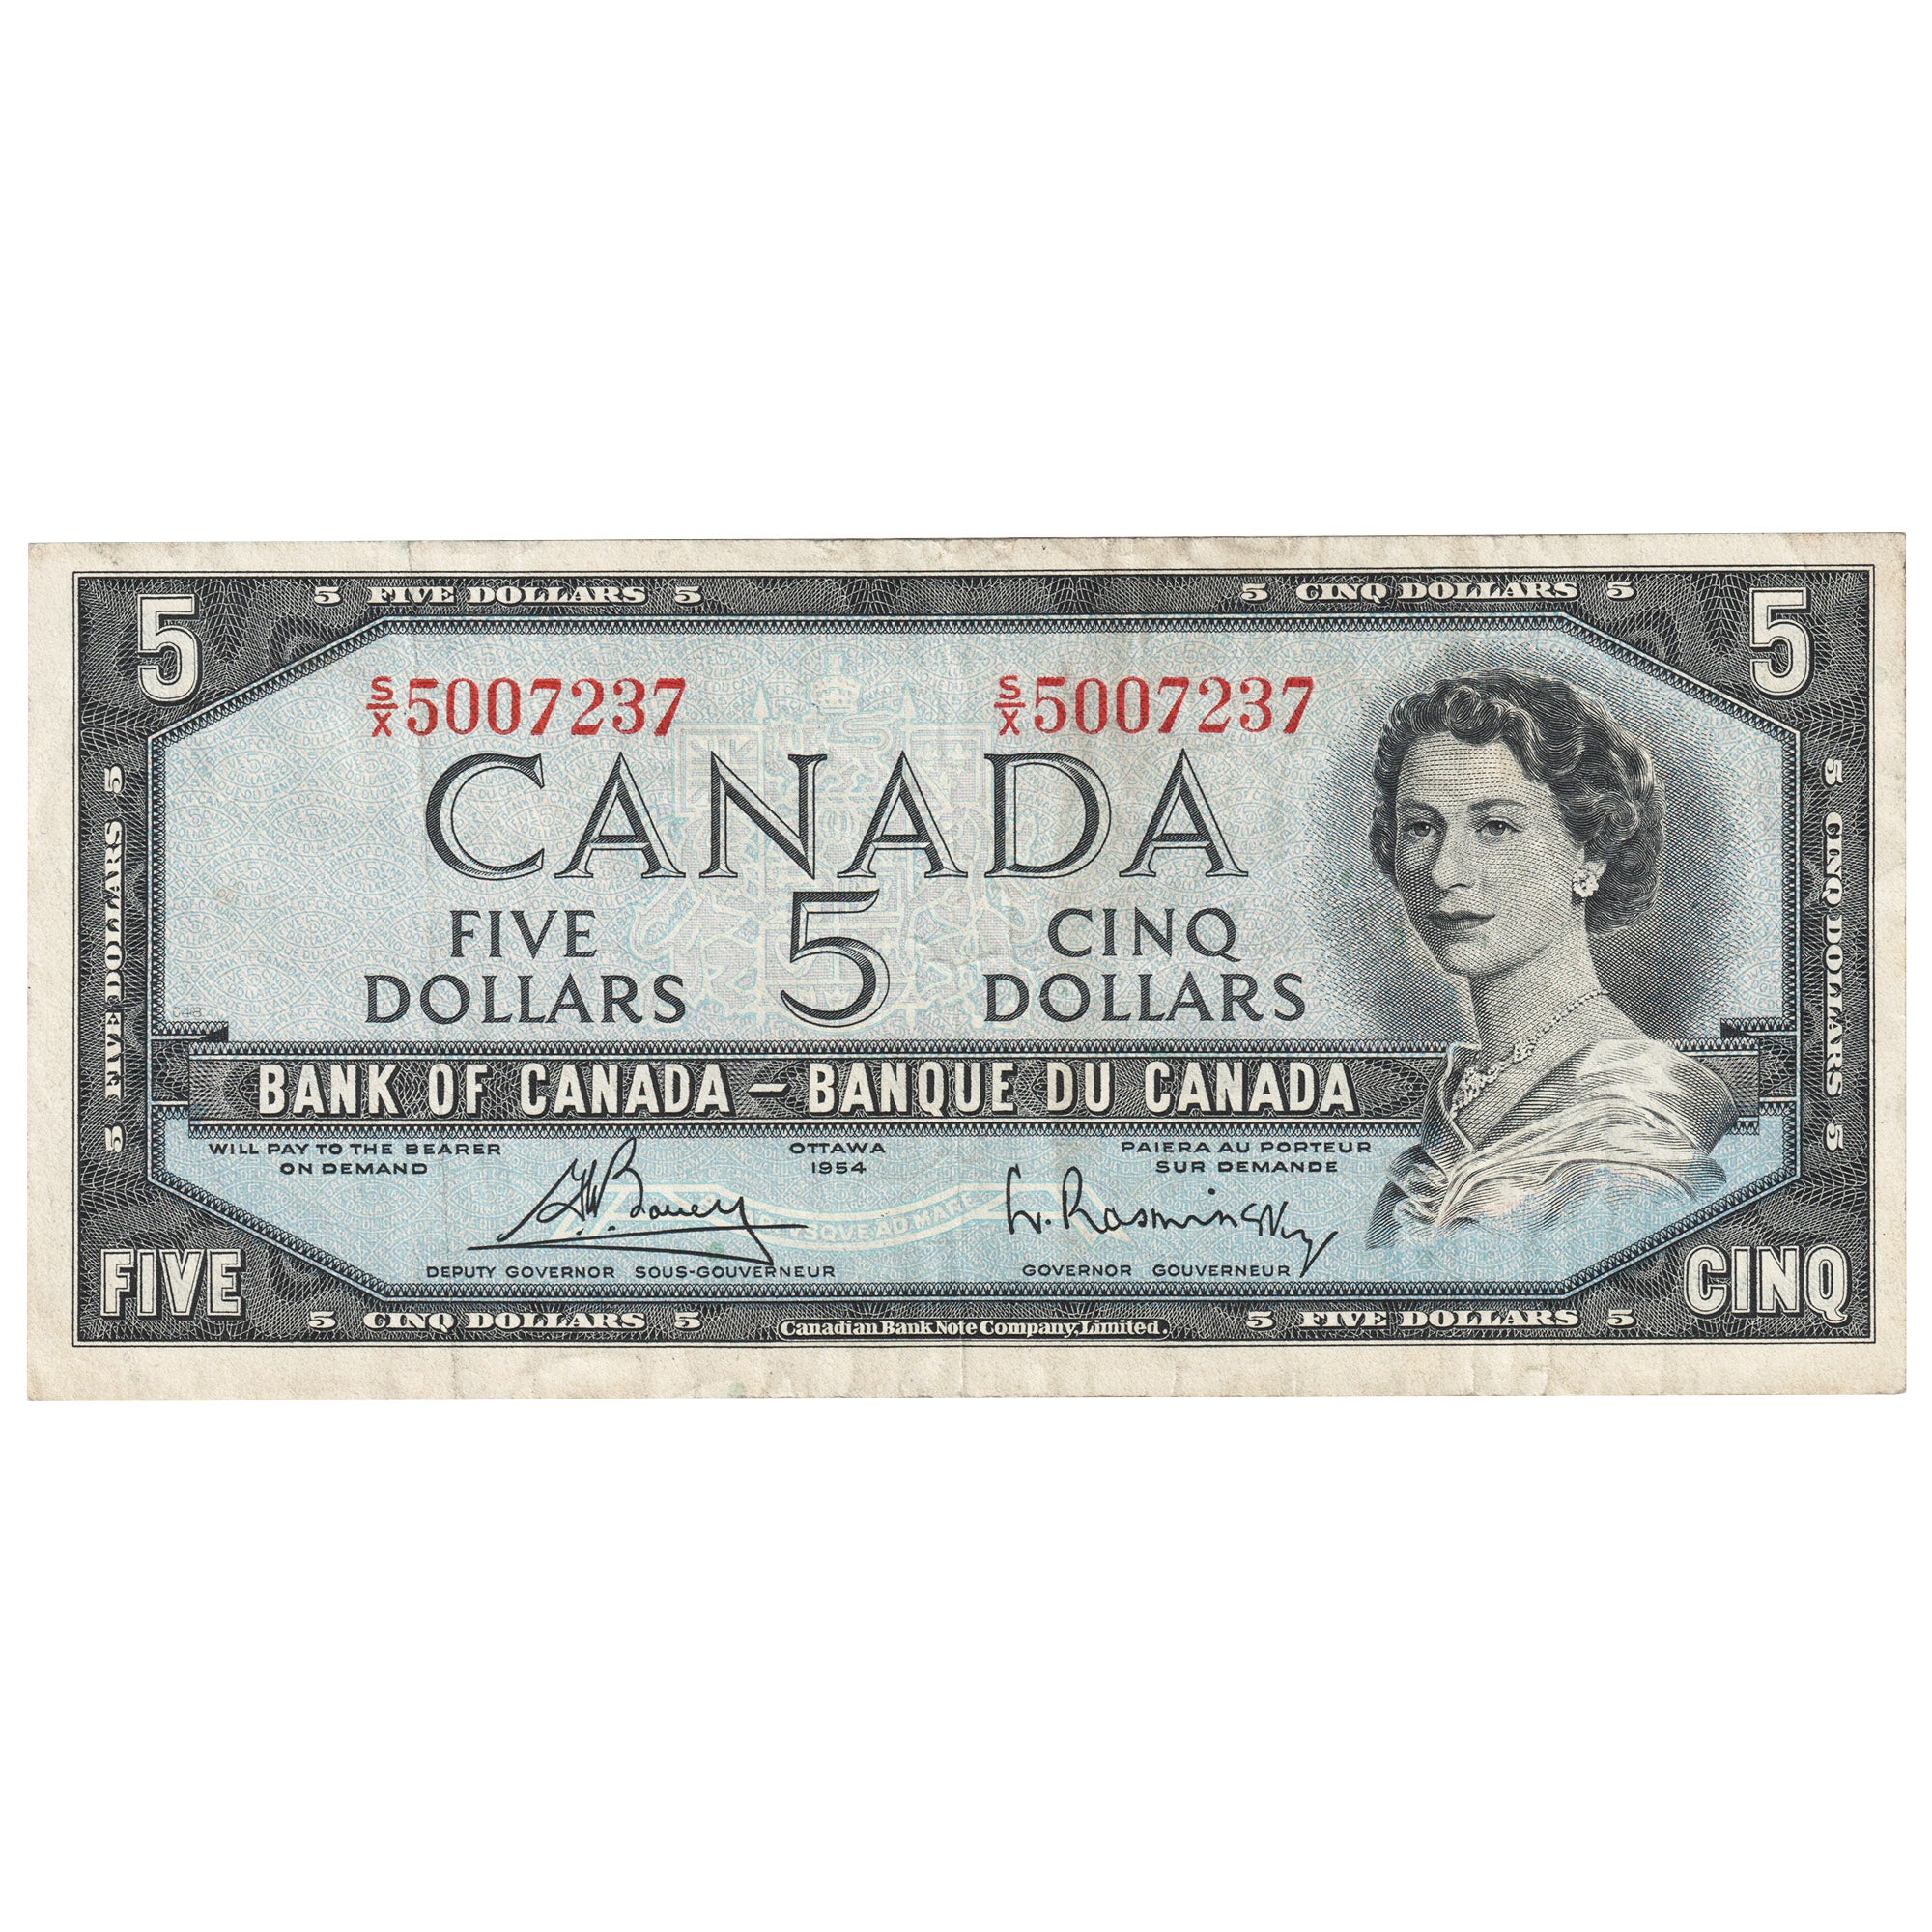 5 FIVE DOLLARS 5
5 CINQ DOLLARS 5
5
5
S/X 5007237
S/X 5007237
CANADA
FIVE DOLLARS
5
CINQ DOLLARS
5 FIVE DOLLARS 5
5 CINQ DOLLARS 5
BANK OF CANADA – BANQUE DU CANADA
WILL PAY TO THE BEARER
ON DEMAND
OTTAWA
1954
PAIERA AU PORTEUR
SUR DEMANDE
L. Rasminsky
DEPUTY GOVERNOR SOUS-GOUVERNEUR
GOVERNOR GOUVERNEUR
FIVE
CINQ
5 CINQ DOLLARS 5
Canadian Bank Note Company, Limited.
5 FIVE DOLLARS 5